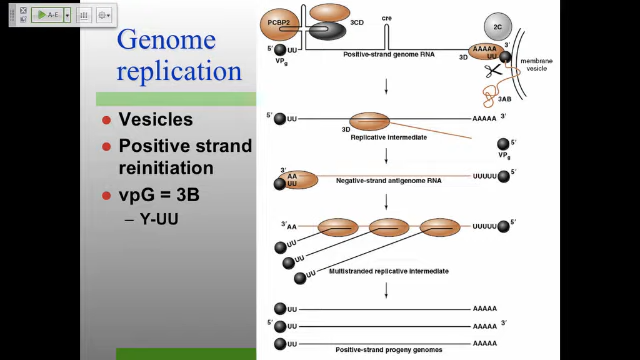 A-E
Genome
replication
Vesicles
Positive strand
reinitiation
vpG = 3B
– Y-UU
PCBP2
3CD
cre
2C
5′
UU
VPg
Positive-strand genome RNA
3D
AAAAA
3′
UU
membrane
vesicle
3AB
5′
UU
3D
AAAAA
3′
Replicative intermediate
5′
VPg
3′
AA
UU
UUUUU
5′
Negative-strand antigenome RNA
3′
AA
UUUUU
5′
UU
UU
UU
Multistranded replicative intermediate
UU
AAAAA
5′
UU
AAAAA
3′
UU
AAAAA
Positive-strand progeny genomes